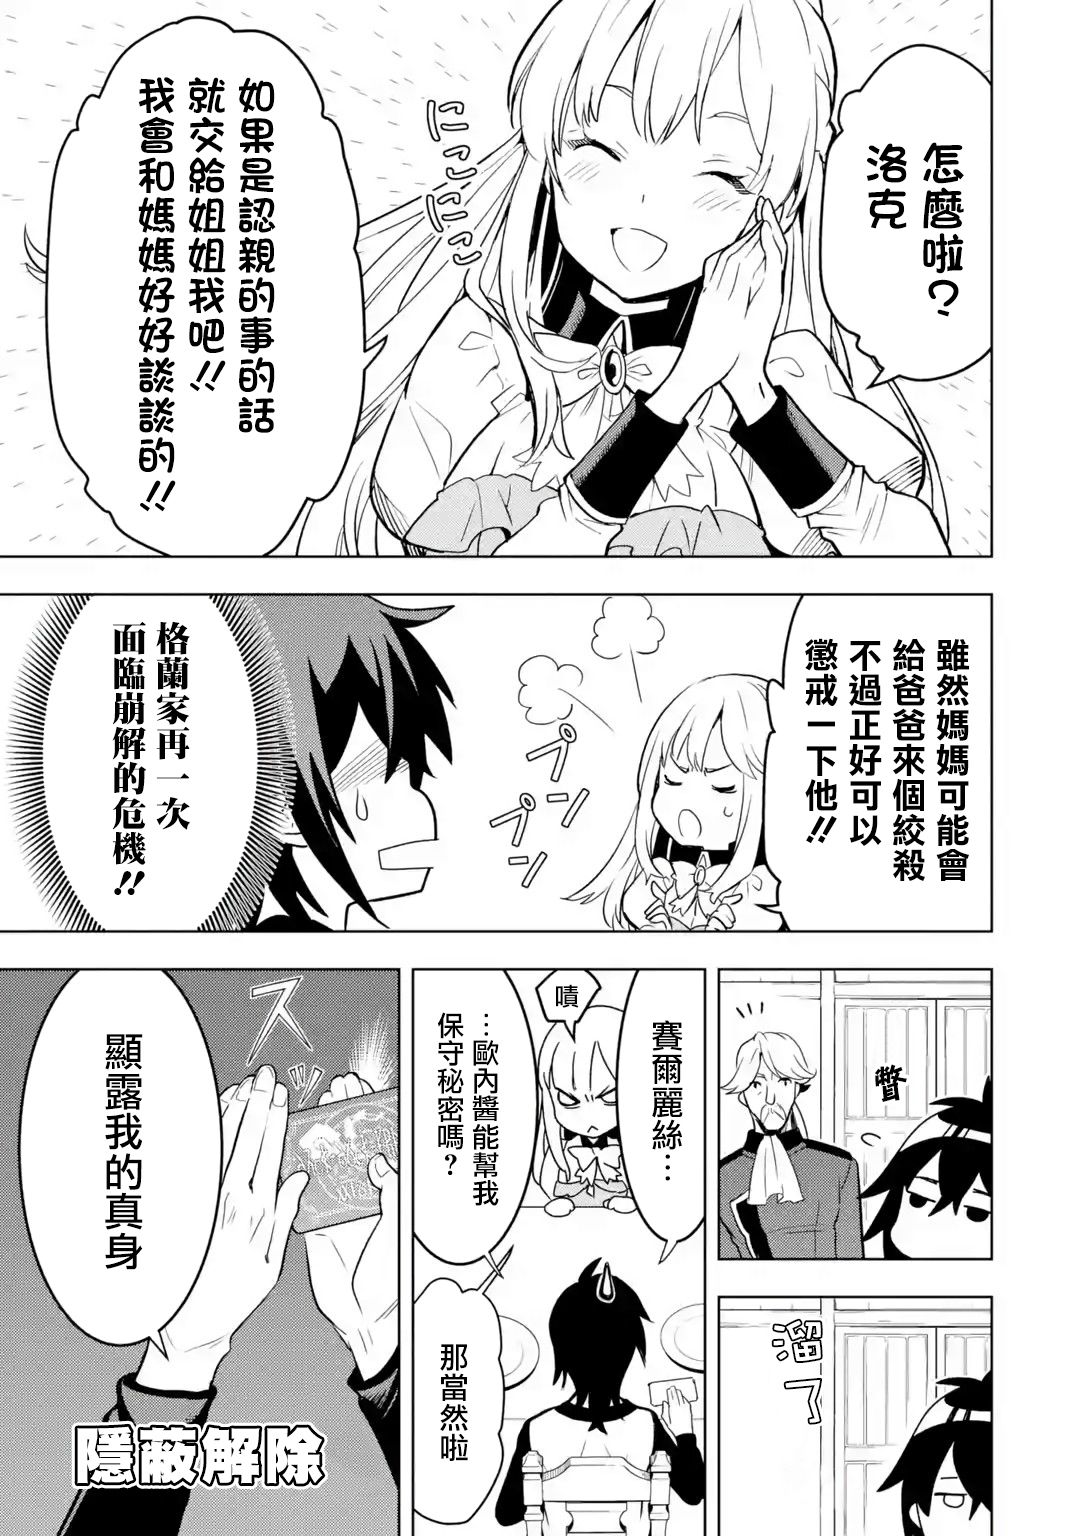 怎麼啦？
洛克
如果是認親的事的話
就交給姐姐我吧!!
我會和媽媽好好談談的!!
にこにこにこ
雖然媽媽可能會
給爸爸來個絞殺
不過正好可以
懲戒一下他!!
プンプン
格蘭家再一次
面臨崩解的危機!!
瞥
溜了
賽爾麗絲…
嘖
…歐內醬能幫我
保守秘密嗎？
那當然啦
スッ
顯露我的真身
隱蔽解除